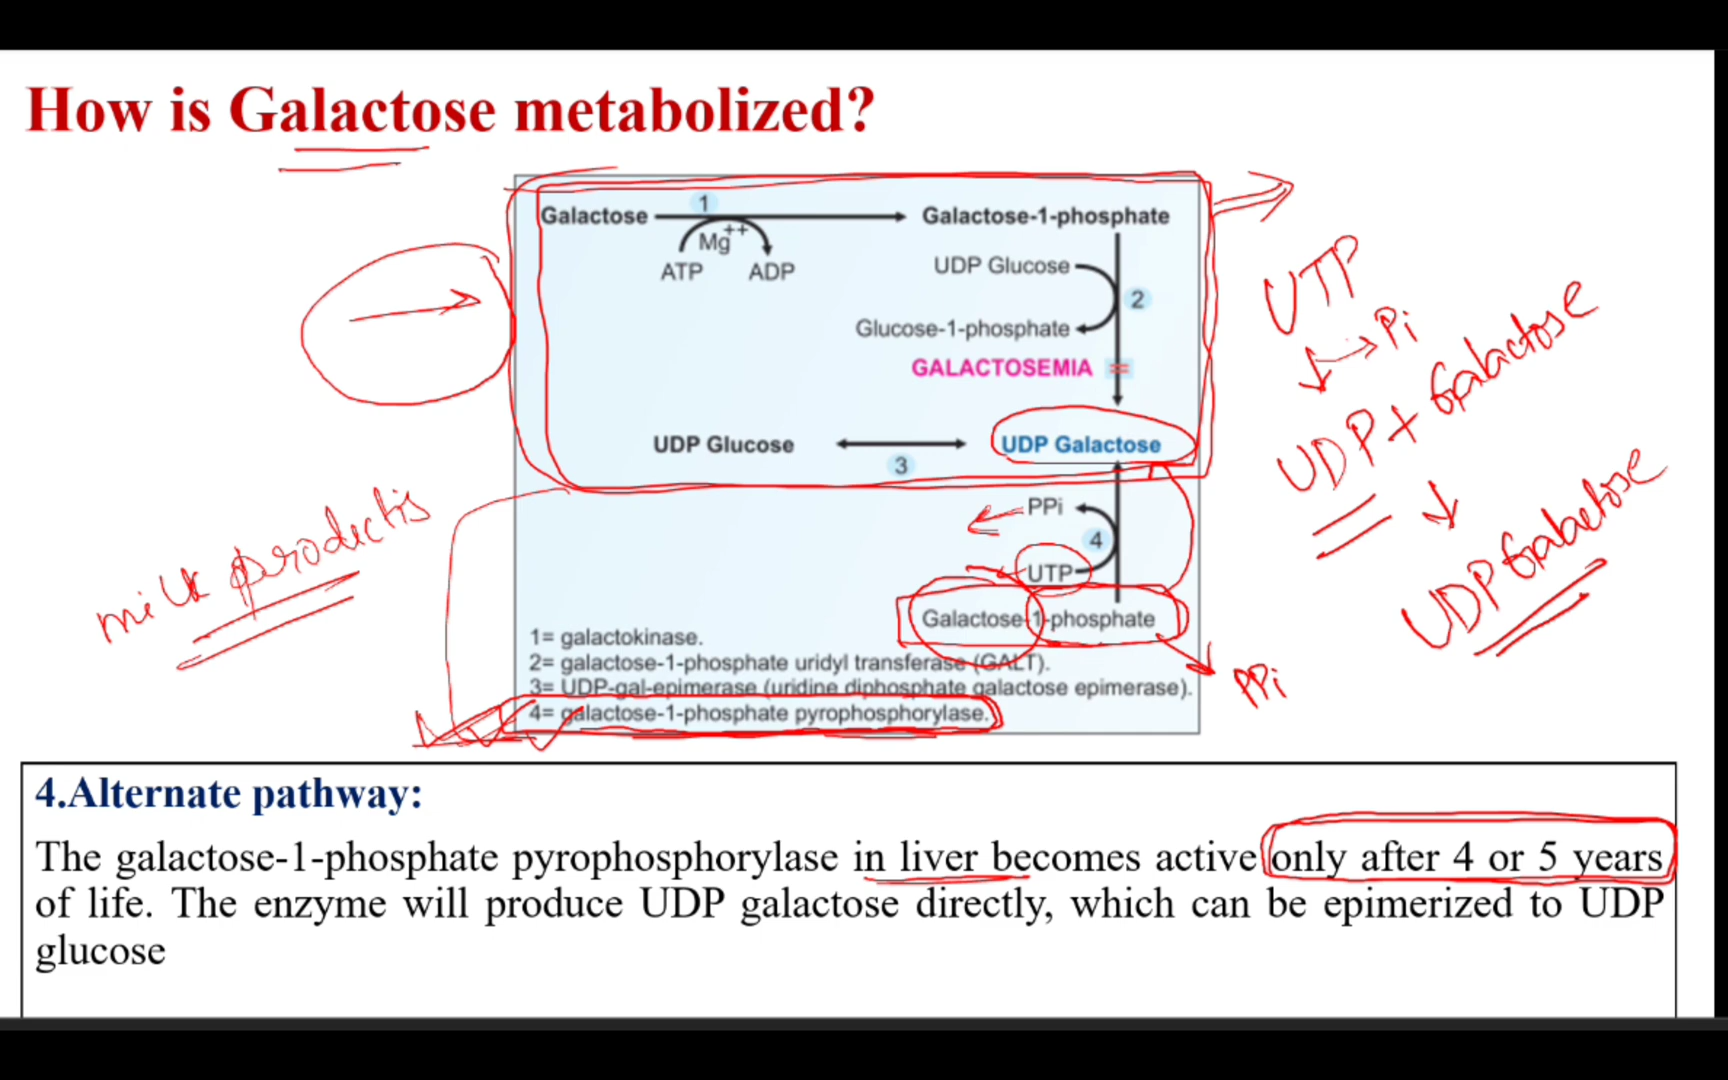 How is Galactose metabolized?
Galactose
1
Mg++
ATP
ADP
Galactose-1-phosphate
UDP Glucose
2
Glucose-1-phosphate
GALACTOSEMIA
UDP Glucose
3
UDP Galactose
PPi
4
UTP
Galactose-1-phosphate
1= galactokinase.
2= galactose-1-phosphate uridyl transferase (GALT).
3= UDP-gal-epimerase (uridine diphosphate galactose epimerase).
4= galactose-1-phosphate pyrophosphorylase.
milk productis
UTP
Pi
UDP + Galactose
UDP Galactose
PPi
4.Alternate pathway:
The galactose-1-phosphate pyrophosphorylase in liver becomes active only after 4 or 5 years
of life. The enzyme will produce UDP galactose directly, which can be epimerized to UDP
glucose